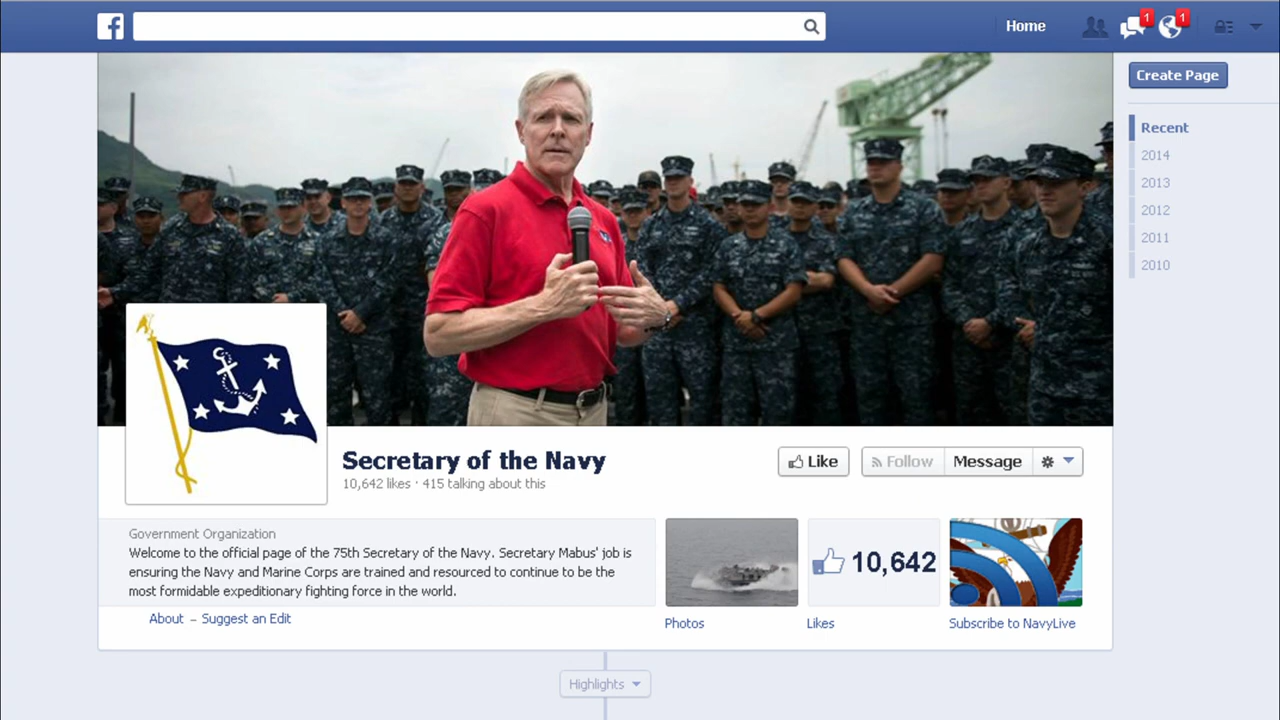 f
Home
1
1
Create Page
Recent
2014
2013
2012
2011
2010
Secretary of the Navy
10,642 likes · 415 talking about this
Like
Follow
Message
Government Organization
Welcome to the official page of the 75th Secretary of the Navy. Secretary Mabus' job is
ensuring the Navy and Marine Corps are trained and resourced to continue to be the
most formidable expeditionary fighting force in the world.
About – Suggest an Edit
10,642
Photos
Likes
Subscribe to NavyLive
Highlights